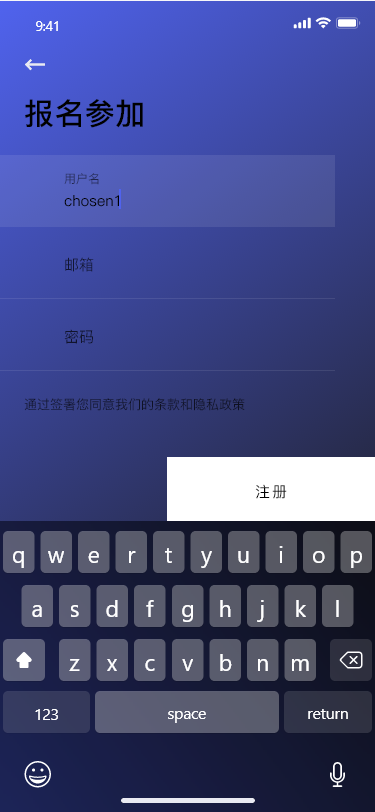 9:41
报名参加
用户名
chosen1
邮箱
密码
通过签署您同意我们的条款和隐私政策
注册
q w e r t y u i o p
a s d f g h j k l
z x c v b n m
123 space return